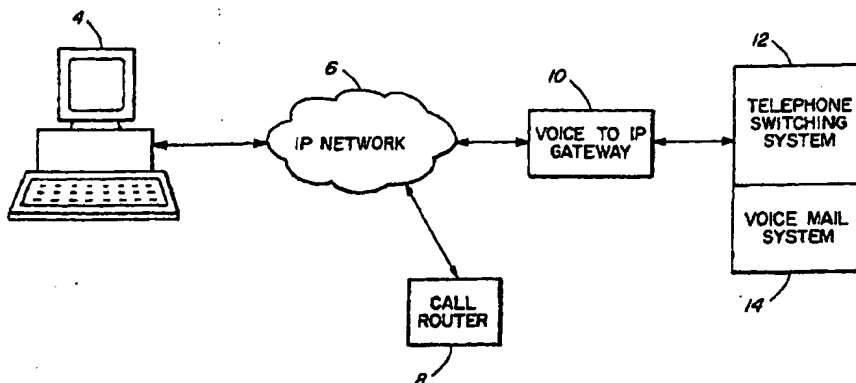 4
6
10
12
IP NETWORK
VOICE TO IP
GATEWAY
TELEPHONE
SWITCHING
SYSTEM
VOICE MAIL
SYSTEM
14
CALL
ROUTER
8